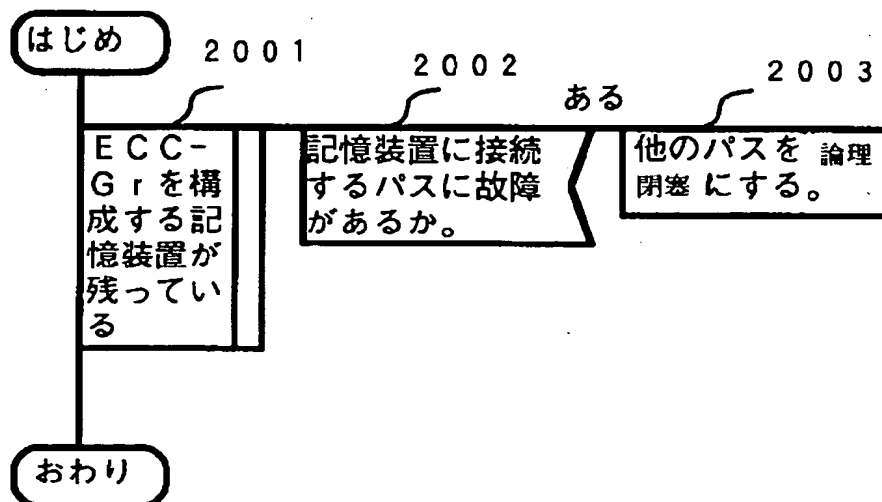 はじめ
2001
2002
ある
2003
ECC-
Grを構
成する記
憶装置が
残ってい
る
記憶装置に接続
するパスに故障
があるか。
他のパスを 論理
閉塞 にする。
おわり